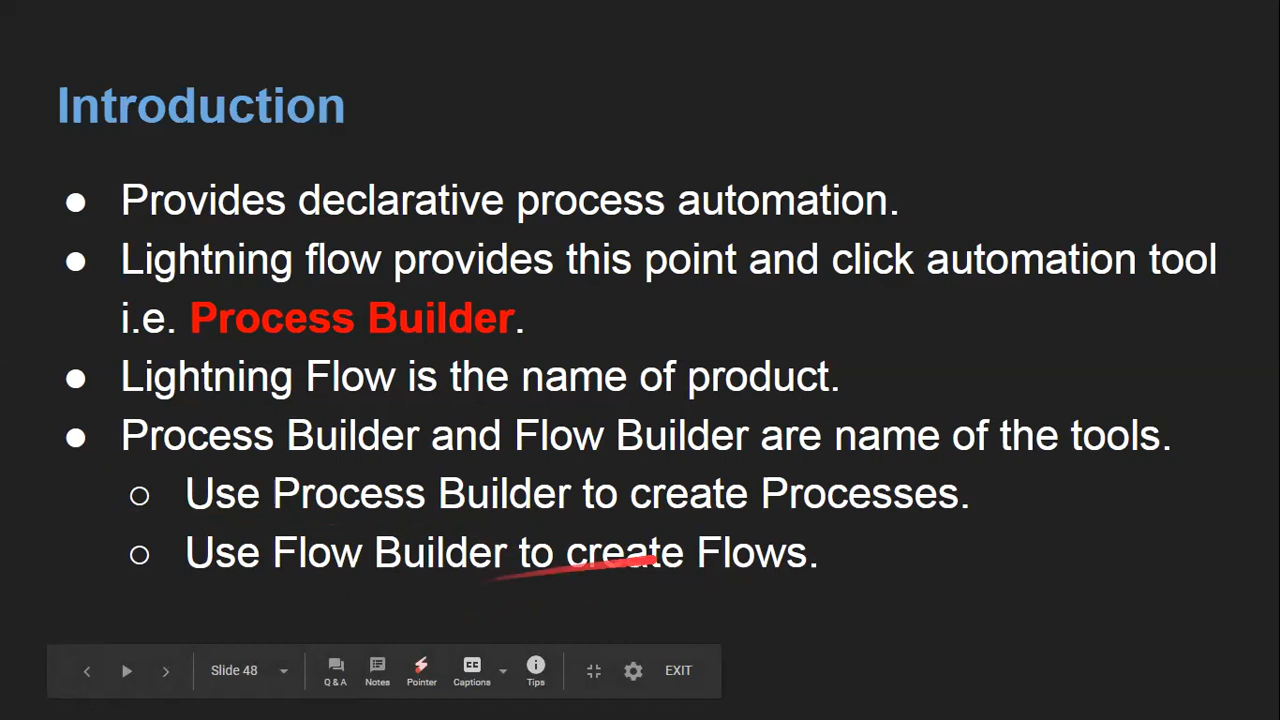 Introduction
● Provides declarative process automation.
● Lightning flow provides this point and click automation tool
i.e. Process Builder.
● Lightning Flow is the name of product.
● Process Builder and Flow Builder are name of the tools.
○ Use Process Builder to create Processes.
○ Use Flow Builder to create Flows.
Slide 48
Q & A
Notes
Pointer
CC
Captions
Tips
EXIT